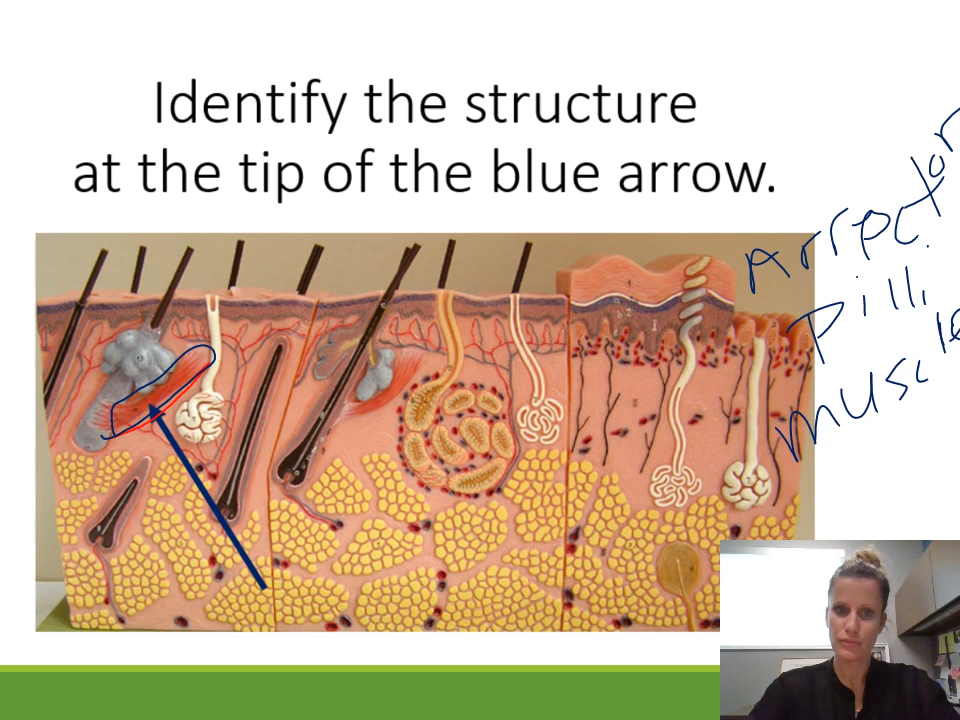 Identify the structure
at the tip of the blue arrow.
Arrector
Pilli
muscle